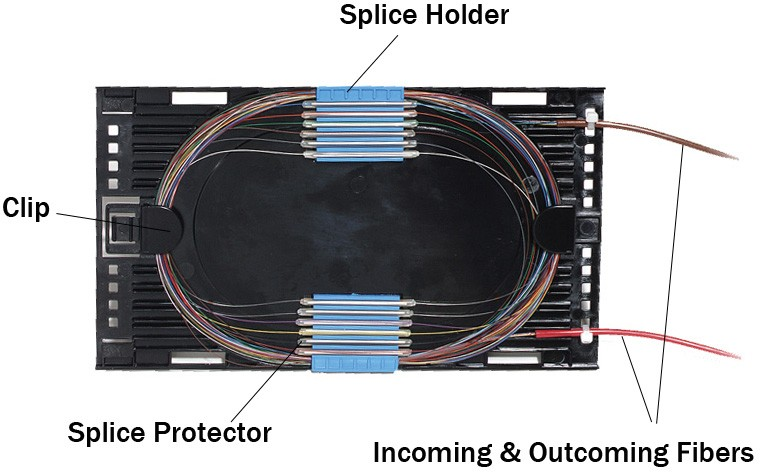 Splice Holder
Clip
Splice Protector
Incoming & Outcoming Fibers